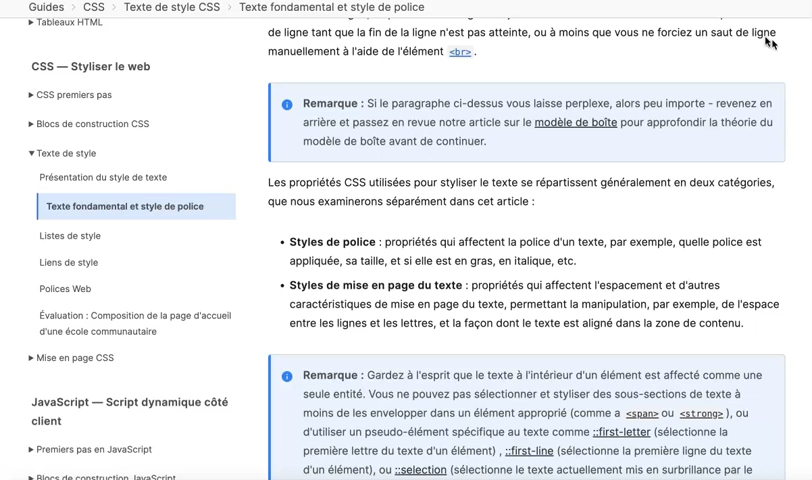 Guides > CSS > Texte de style CSS > Texte fondamental et style de police
Tableaux HTML
CSS — Styliser le web
CSS premiers pas
Blocs de construction CSS
Texte de style
Présentation du style de texte
Texte fondamental et style de police
Listes de style
Liens de style
Polices Web
Évaluation : Composition de la page d'accueil
d'une école communautaire
Mise en page CSS
JavaScript — Script dynamique côté
client
Premiers pas en JavaScript
Blocs de construction JavaScript
de ligne tant que la fin de la ligne n'est pas atteinte, ou à moins que vous ne forciez un saut de ligne
manuellement à l'aide de l'élément <br> .
Remarque : Si le paragraphe ci-dessus vous laisse perplexe, alors peu importe - revenez en
arrière et passez en revue notre article sur le modèle de boîte pour approfondir la théorie du
modèle de boîte avant de continuer.
Les propriétés CSS utilisées pour styliser le texte se répartissent généralement en deux catégories,
que nous examinerons séparément dans cet article :
• Styles de police : propriétés qui affectent la police d'un texte, par exemple, quelle police est
appliquée, sa taille, et si elle est en gras, en italique, etc.
• Styles de mise en page du texte : propriétés qui affectent l'espacement et d'autres
caractéristiques de mise en page du texte, permettant la manipulation, par exemple, de l'espace
entre les lignes et les lettres, et la façon dont le texte est aligné dans la zone de contenu.
Remarque : Gardez à l'esprit que le texte à l'intérieur d'un élément est affecté comme une
seule entité. Vous ne pouvez pas sélectionner et styliser des sous-sections de texte à
moins de les envelopper dans un élément approprié (comme a <span> ou <strong> ), ou
d'utiliser un pseudo-élément spécifique au texte comme ::first-letter (sélectionne la
première lettre du texte d'un élément) , ::first-line (sélectionne la première ligne du texte
d'un élément), ou ::selection (sélectionne le texte actuellement mis en surbrillance par le